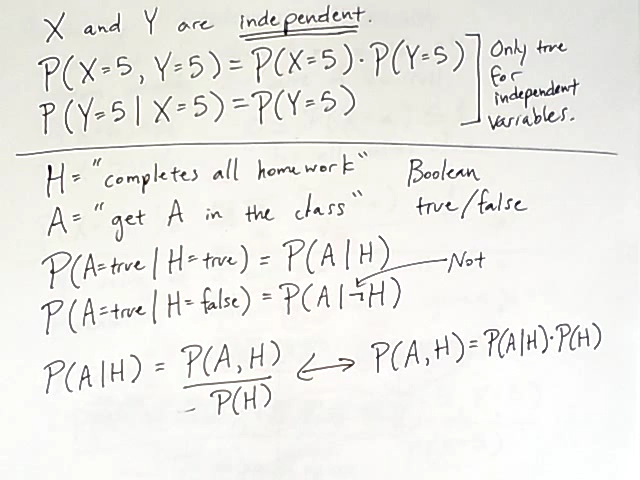 X and Y are independent.
P(X=5, Y=5) = P(X=5)·P(Y=5)
P(Y=5|X=5) = P(Y=5)
Only true
for
independent
variables.
H = "completes all homework"
A = "get A in the class"
Boolean
true/false
P(A=true|H=true) = P(A|H)
Not
P(A=true|H=false) = P(A|¬H)
P(A|H) = P(A,H) / P(H) ⟷ P(A,H) = P(A|H)·P(H)